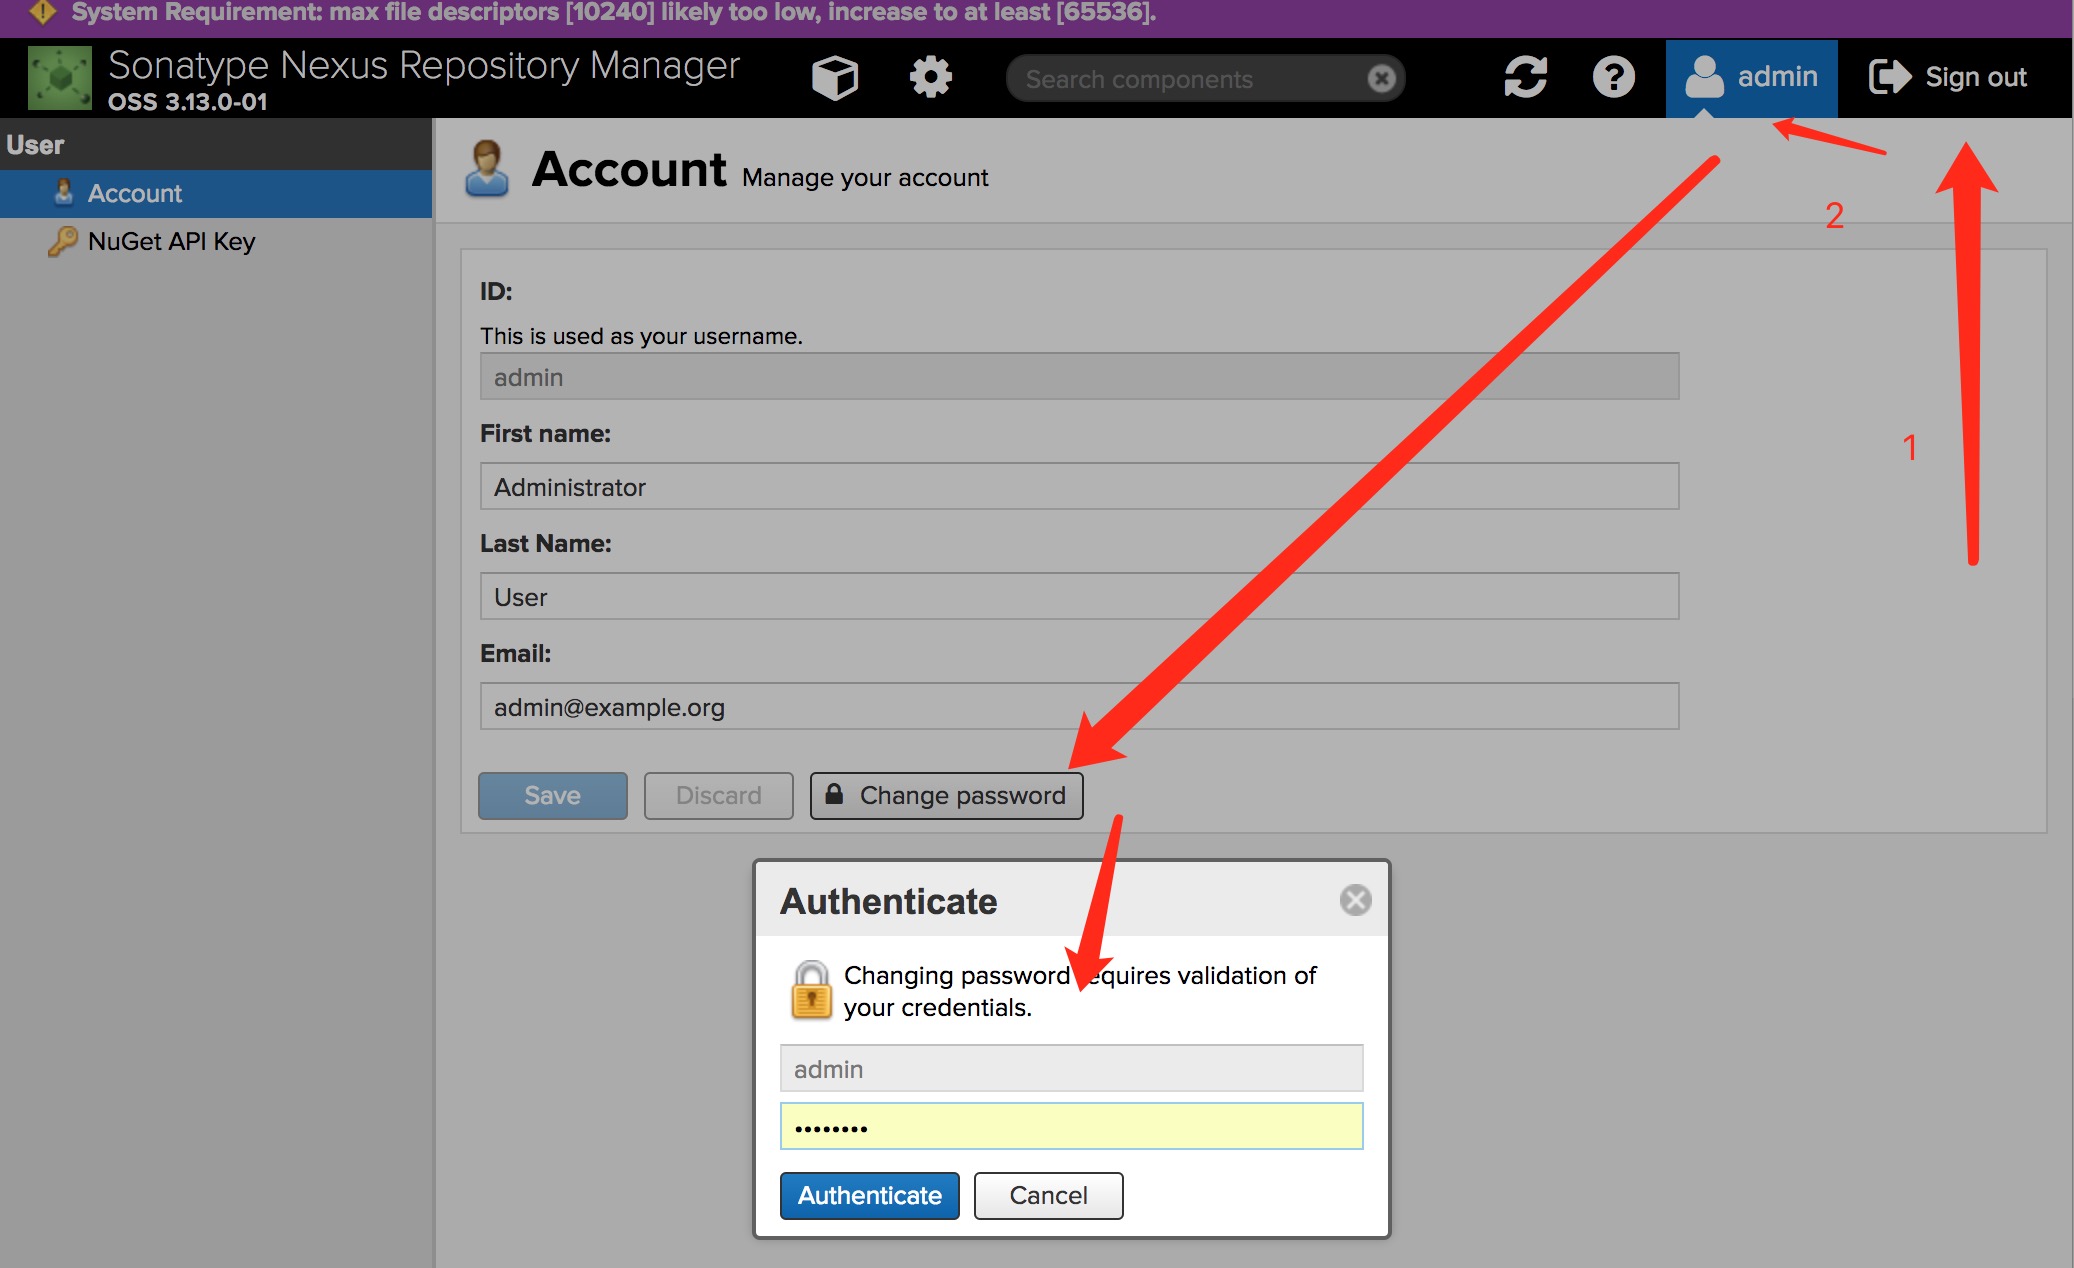 System Requirement: max file descriptors [10240] likely too low, increase to at least [65536].
Sonatype Nexus Repository Manager
OSS 3.13.0-01
Search components
admin
Sign out
User
Account
NuGet API Key
Account Manage your account
2
1
ID:
This is used as your username.
admin
First name:
Administrator
Last Name:
User
Email:
admin@example.org
Save
Discard
Change password
Authenticate
Changing password requires validation of
your credentials.
admin
••••••••
Authenticate
Cancel